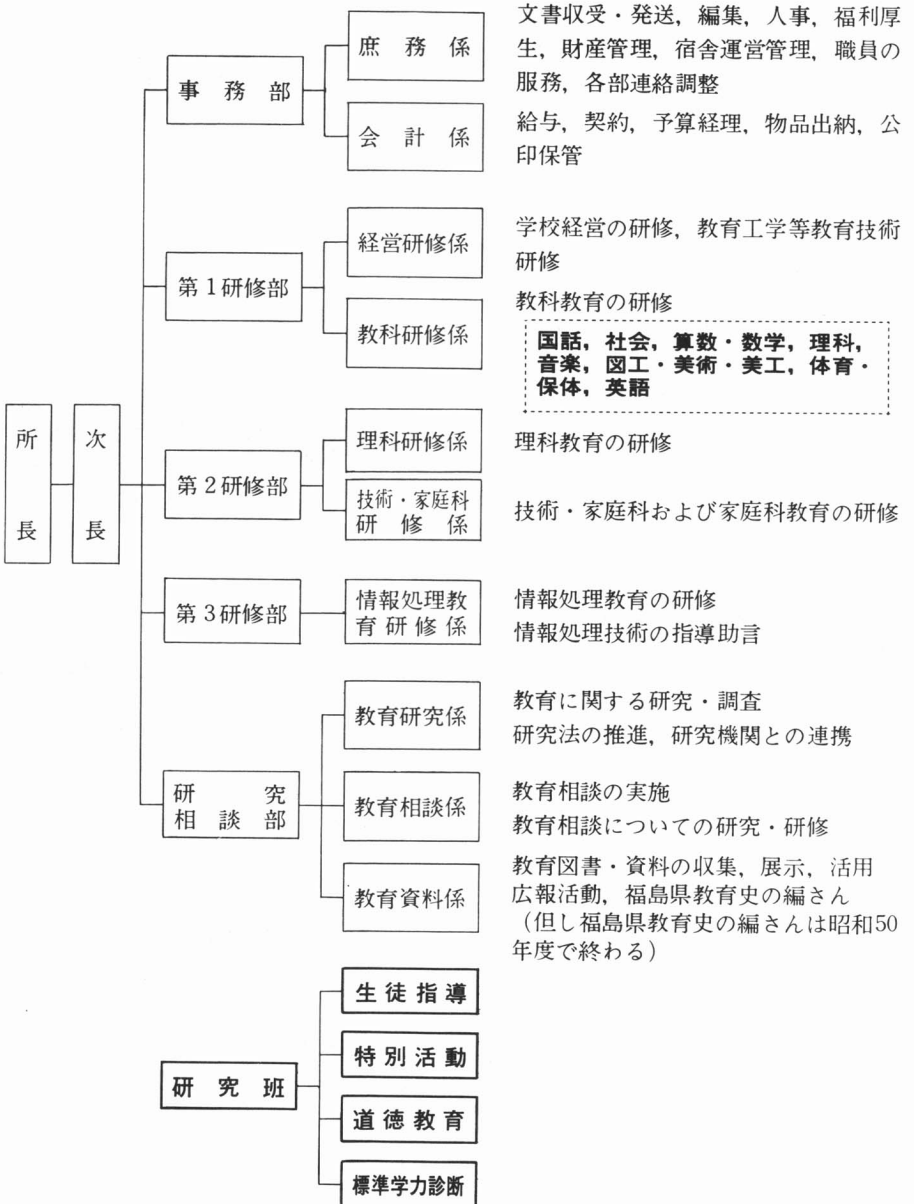 所長
次長
事務部
庶務係
文書収受・発送，編集，人事，福利厚
生，財産管理，宿舎運営管理，職員の
服務，各部連絡調整
会計係
給与，契約，予算経理，物品出納，公
印保管
第1研修部
経営研修係
学校経営の研修，教育工学等教育技術
研修
教科研修係
教科教育の研修
国話，社会，算数・数学，理科，
音楽，図工・美術・美工，体育・
保体，英語
第2研修部
理科研修係
理科教育の研修
技術・家庭科
研修係
技術・家庭科および家庭科教育の研修
第3研修部
情報処理教
育研修係
情報処理教育の研修
情報処理技術の指導助言
研究
相談部
教育研究係
教育に関する研究・調査
研究法の推進，研究機関との連携
教育相談係
教育相談の実施
教育相談についての研究・研修
教育資料係
教育図書・資料の収集，展示，活用
広報活動，福島県教育史の編さん
（但し福島県教育史の編さんは昭和50
年度で終わる）
研究班
生徒指導
特別活動
道徳教育
標準学力診断